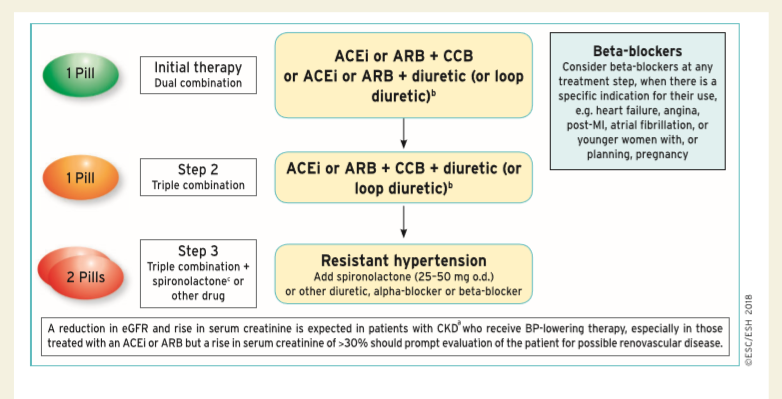 1 Pill
Initial therapy
Dual combination
ACEi or ARB + CCB
or ACEi or ARB + diuretic (or loop
diuretic)ᵇ
Beta-blockers
Consider beta-blockers at any
treatment step, when there is a
specific indication for their use,
e.g. heart failure, angina,
post-MI, atrial fibrillation, or
younger women with, or
planning, pregnancy
1 Pill
Step 2
Triple combination
ACEi or ARB + CCB + diuretic (or
loop diuretic)ᵇ
2 Pills
Step 3
Triple combination +
spironolactoneᶜ or
other drug
Resistant hypertension
Add spironolactone (25–50 mg o.d.)
or other diuretic, alpha-blocker or beta-blocker
A reduction in eGFR and rise in serum creatinine is expected in patients with CKDᵃ who receive BP-lowering therapy, especially in those
treated with an ACEi or ARB but a rise in serum creatinine of >30% should prompt evaluation of the patient for possible renovascular disease.
©ESC/ESH 2018